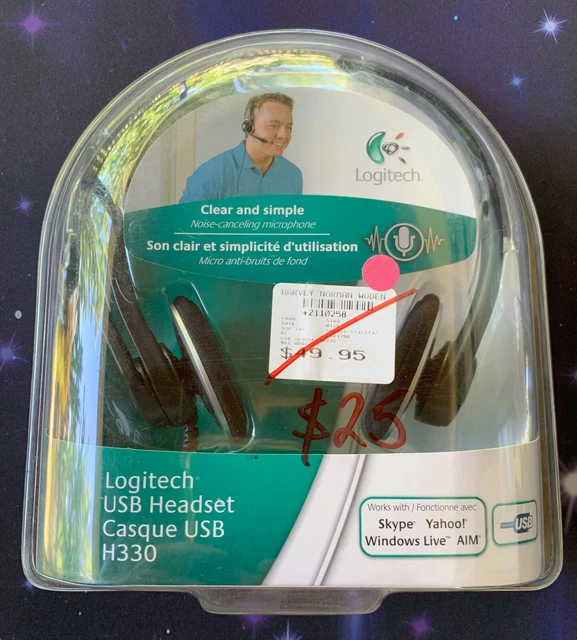 Logitech
Clear and simple
Noise-canceling microphone
Son clair et simplicité d'utilisation
Micro anti-bruits de fond
HARVEY NORMAN WODEN
+2110258
$49.95
$25
Logitech
USB Headset
Casque USB
H330
Works with / Fonctionne avec
Skype® Yahoo!®
Windows Live™ AIM®
USB